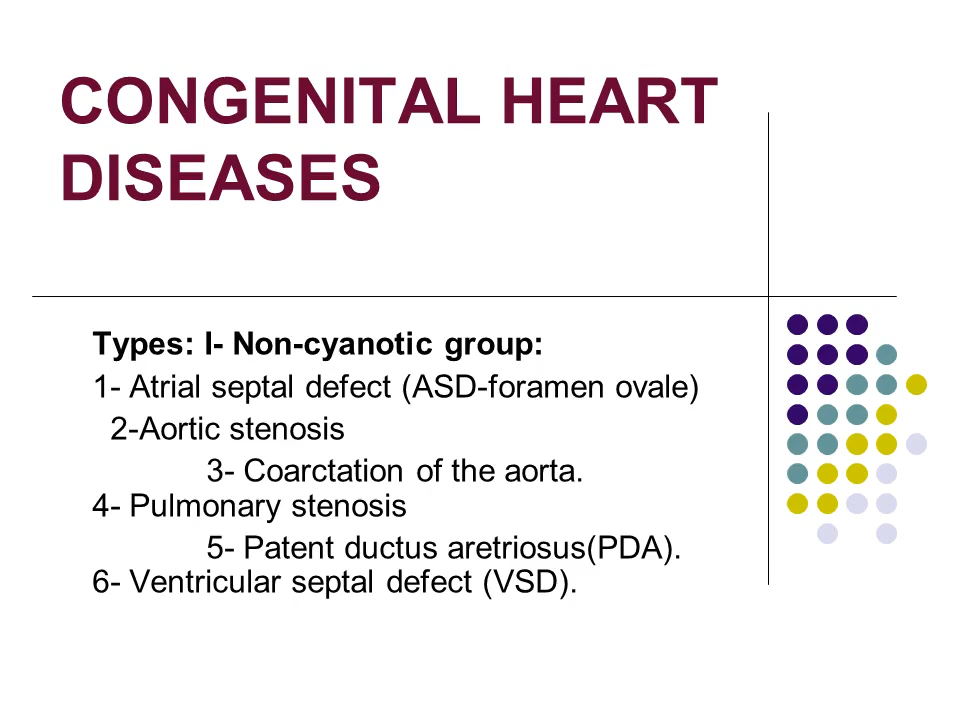 CONGENITAL HEART
DISEASES
Types: I- Non-cyanotic group:
1- Atrial septal defect (ASD-foramen ovale)
2-Aortic stenosis
3- Coarctation of the aorta.
4- Pulmonary stenosis
5- Patent ductus aretriosus(PDA).
6- Ventricular septal defect (VSD).